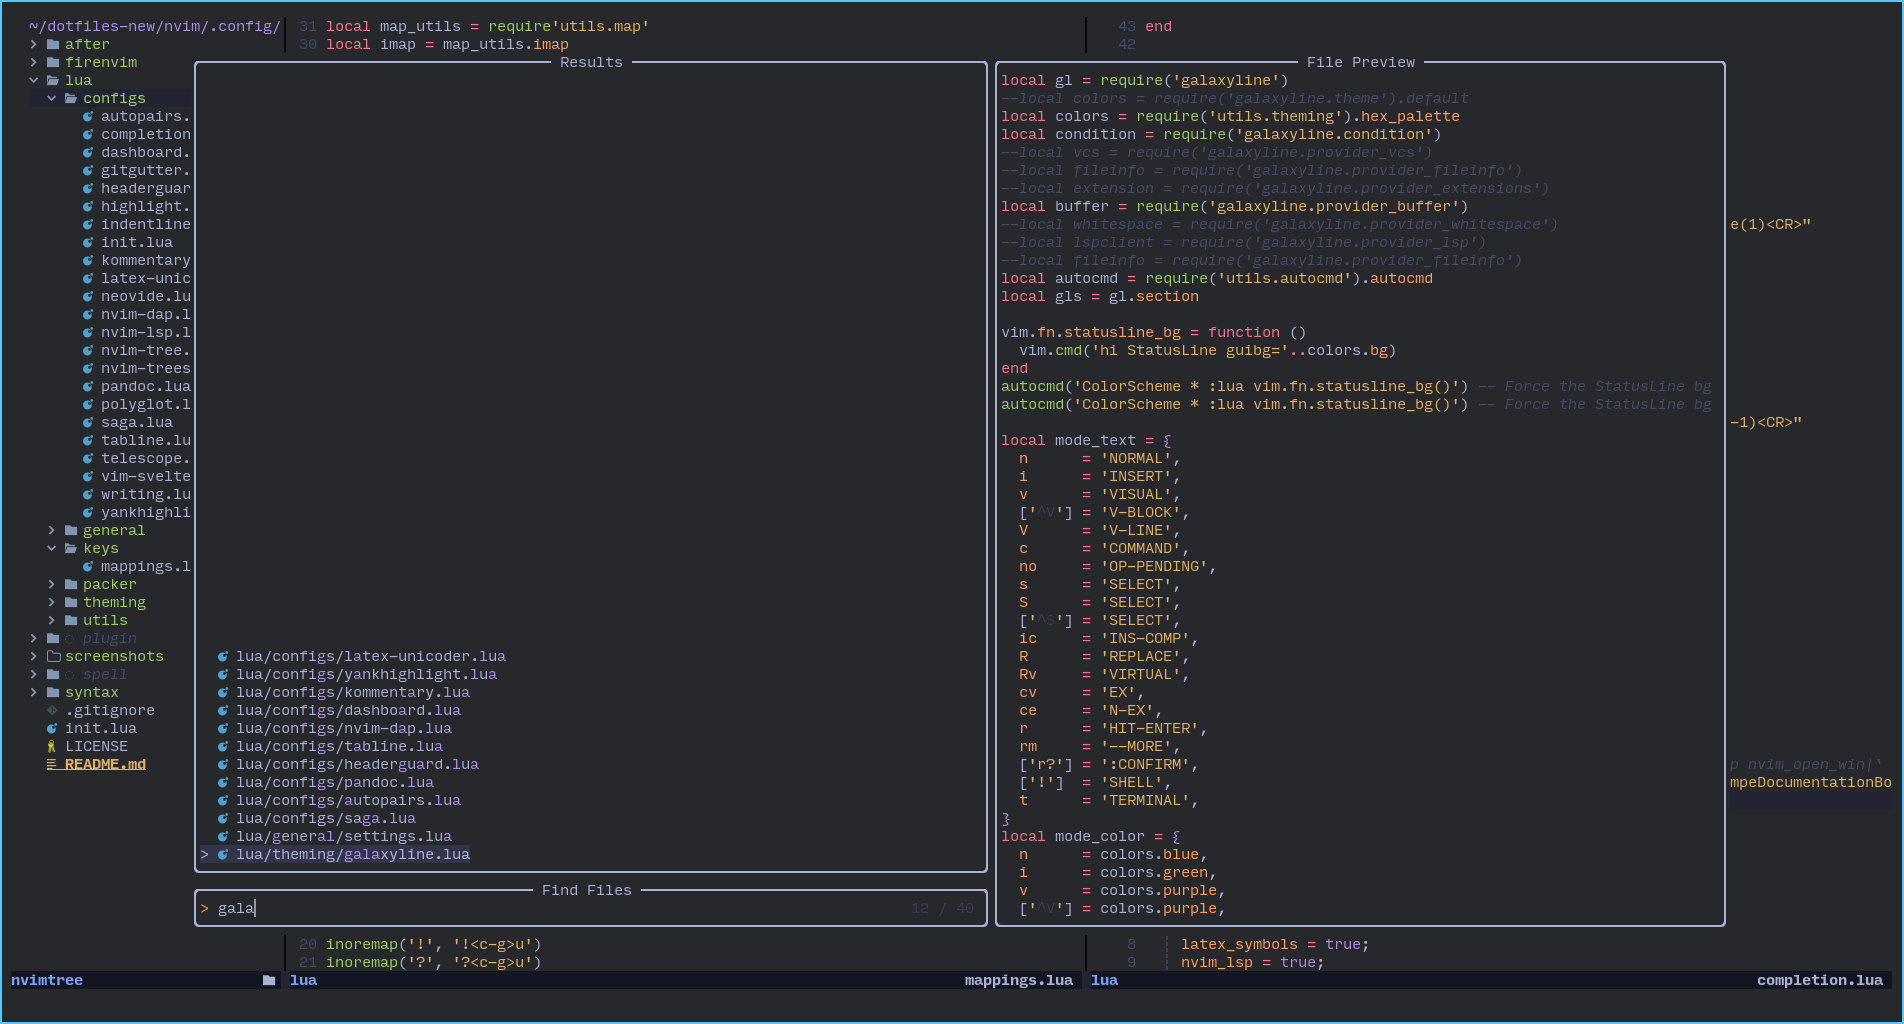 ~/dotfiles-new/nvim/.config/
after
firenvim
lua
configs
autopairs.
completion
dashboard.
gitgutter.
headerguar
highlight.
indentline
init.lua
kommentary
latex-unic
neovide.lu
nvim-dap.l
nvim-lsp.l
nvim-tree.
nvim-trees
pandoc.lua
polyglot.l
saga.lua
tabline.lu
telescope.
vim-svelte
writing.lu
yankhighli
general
keys
mappings.l
packer
theming
utils
plugin
screenshots
spell
syntax
.gitignore
init.lua
LICENSE
README.md
31 local map_utils = require'utils.map'
30 local imap = map_utils.imap
43 end
42
Results
lua/configs/latex-unicoder.lua
lua/configs/yankhighlight.lua
lua/configs/kommentary.lua
lua/configs/dashboard.lua
lua/configs/nvim-dap.lua
lua/configs/tabline.lua
lua/configs/headerguard.lua
lua/configs/pandoc.lua
lua/configs/autopairs.lua
lua/configs/saga.lua
lua/general/settings.lua
> lua/theming/galaxyline.lua
Find Files
> gala 12 / 40
File Preview
local gl = require('galaxyline')
--local colors = require('galaxyline.theme').default
local colors = require('utils.theming').hex_palette
local condition = require('galaxyline.condition')
--local vcs = require('galaxyline.provider_vcs')
--local fileinfo = require('galaxyline.provider_fileinfo')
--local extension = require('galaxyline.provider_extensions')
local buffer = require('galaxyline.provider_buffer')
--local whitespace = require('galaxyline.provider_whitespace')
--local lspclient = require('galaxyline.provider_lsp')
--local fileinfo = require('galaxyline.provider_fileinfo')
local autocmd = require('utils.autocmd').autocmd
local gls = gl.section
vim.fn.statusline_bg = function ()
vim.cmd('hi StatusLine guibg='..colors.bg)
end
autocmd('ColorScheme * :lua vim.fn.statusline_bg()') -- Force the StatusLine bg
autocmd('ColorScheme * :lua vim.fn.statusline_bg()') -- Force the StatusLine bg
local mode_text = {
n = 'NORMAL',
i = 'INSERT',
v = 'VISUAL',
['^V'] = 'V-BLOCK',
V = 'V-LINE',
c = 'COMMAND',
no = 'OP-PENDING',
s = 'SELECT',
S = 'SELECT',
['^S'] = 'SELECT',
ic = 'INS-COMP',
R = 'REPLACE',
Rv = 'VIRTUAL',
cv = 'EX',
ce = 'N-EX',
r = 'HIT-ENTER',
rm = '--MORE',
['r?'] = ':CONFIRM',
['!'] = 'SHELL',
t = 'TERMINAL',
}
local mode_color = {
n = colors.blue,
i = colors.green,
v = colors.purple,
['^V'] = colors.purple,
e(1)<CR>"
-1)<CR>"
p nvim_open_win|'
mpeDocumentationBo
20 inoremap('!', '!<c-g>u')
21 inoremap('?', '?<c-g>u')
8 latex_symbols = true;
9 nvim_lsp = true;
nvimtree
lua mappings.lua
lua completion.lua